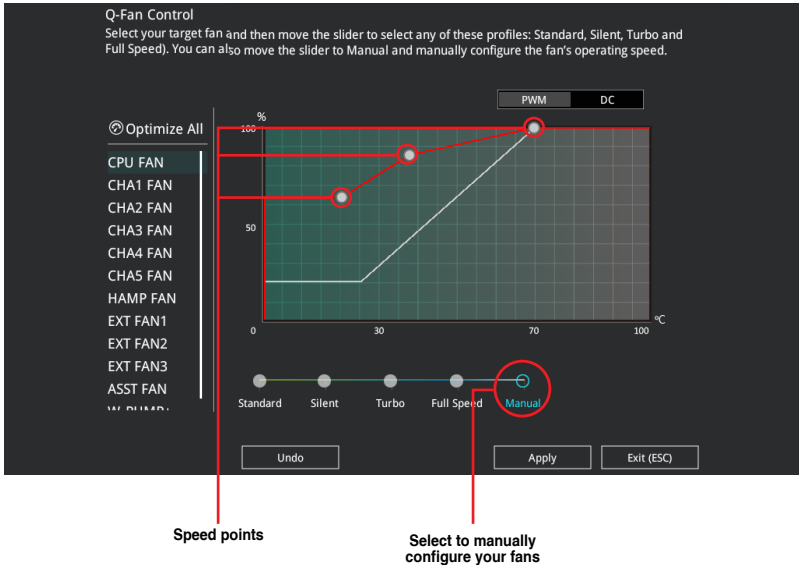 Q-Fan Control
Select your target fan and then move the slider to select any of these profiles: Standard, Silent, Turbo and
Full Speed). You can also move the slider to Manual and manually configure the fan's operating speed.
PWM DC
Optimize All
%
100
50
0 30 70 100
ºC
CPU FAN
CHA1 FAN
CHA2 FAN
CHA3 FAN
CHA4 FAN
CHA5 FAN
HAMP FAN
EXT FAN1
EXT FAN2
EXT FAN3
ASST FAN
Standard Silent Turbo Full Speed Manual
Undo Apply Exit (ESC)
Speed points
Select to manually
configure your fans